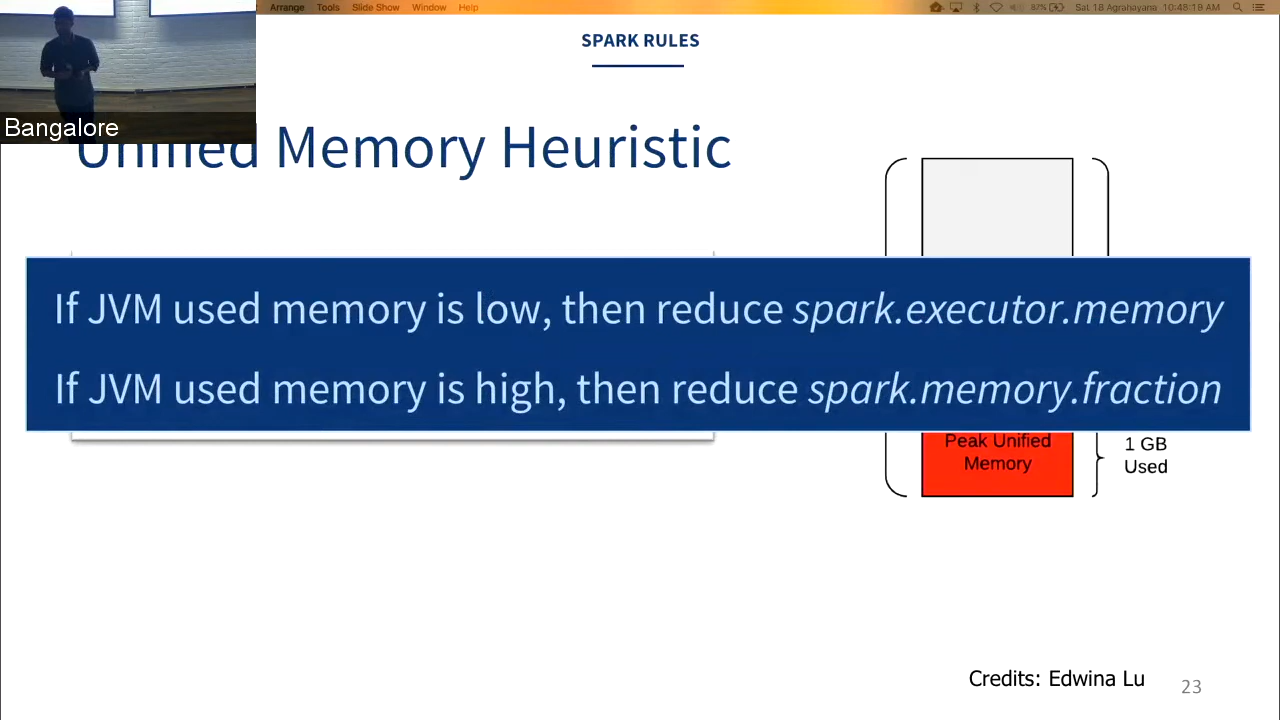 Arrange Tools Slide Show Window Help 87% Sat 18 Agrahayana 10:48:19 AM
SPARK RULES
Bangalore
Unified Memory Heuristic
If JVM used memory is low, then reduce spark.executor.memory
If JVM used memory is high, then reduce spark.memory.fraction
Peak Unified
Memory
1 GB
Used
Credits: Edwina Lu
23